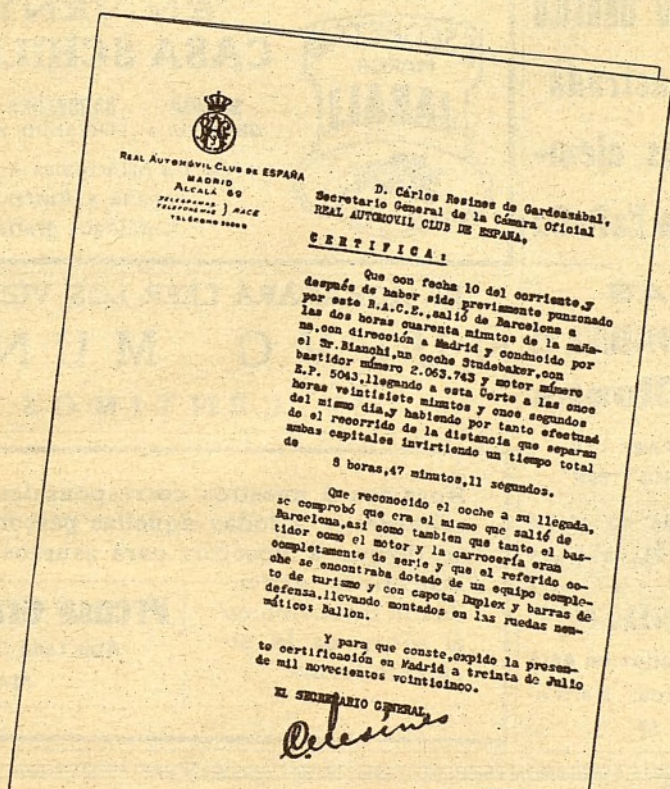 REAL AUTOMÓVIL CLUB DE ESPAÑA
MADRID
ALCALÁ 69
TELEGRAMAS
TELEFONEMAS } RACE
TELÉFONO
D. Cárlos Resines de Gardeazábal,
Secretario General de la Cámara Oficial
REAL AUTOMOVIL CLUB DE ESPAÑA,
CERTIFICA:
Que con fecha 10 del corriente,y
después de haber sido previamente punzonado
por este R.A.C.E.,salió de Barcelona a
las dos horas cuarenta minutos de la maña-
na,con dirección a Madrid y conducido por
el Sr.Bianchi,un coche Studebaker,con
bastidor número 2.063.743 y motor número
E.P. 5043,llegando a esta Corte a las once
horas veintisiete minutos y once segundos
del mismo dia,y habiendo por tanto efectuad
do el recorrido de la distancia que separan
ambas capitales invirtiendo un tiempo total
de
8 horas,47 minutos,11 segundos.
Que reconocido el coche a su llegada,
se comprobó que era el mismo que salió de
Barcelona,asi como tambien que tanto el bas-
tidor como el motor y la carrocería eran
completamente de serie y que el referido co-
che se encontraba dotado de un equipo comple-
to de turismo y con capota Duplex y barras de
defensa,llevando montados en las ruedas neu-
máticos Ballon.
Y para que conste,expido la presen-
te certificación en Madrid a treinta de Julio
de mil novecientos veinticinco.
EL SECRETARIO GENERAL,
CResines